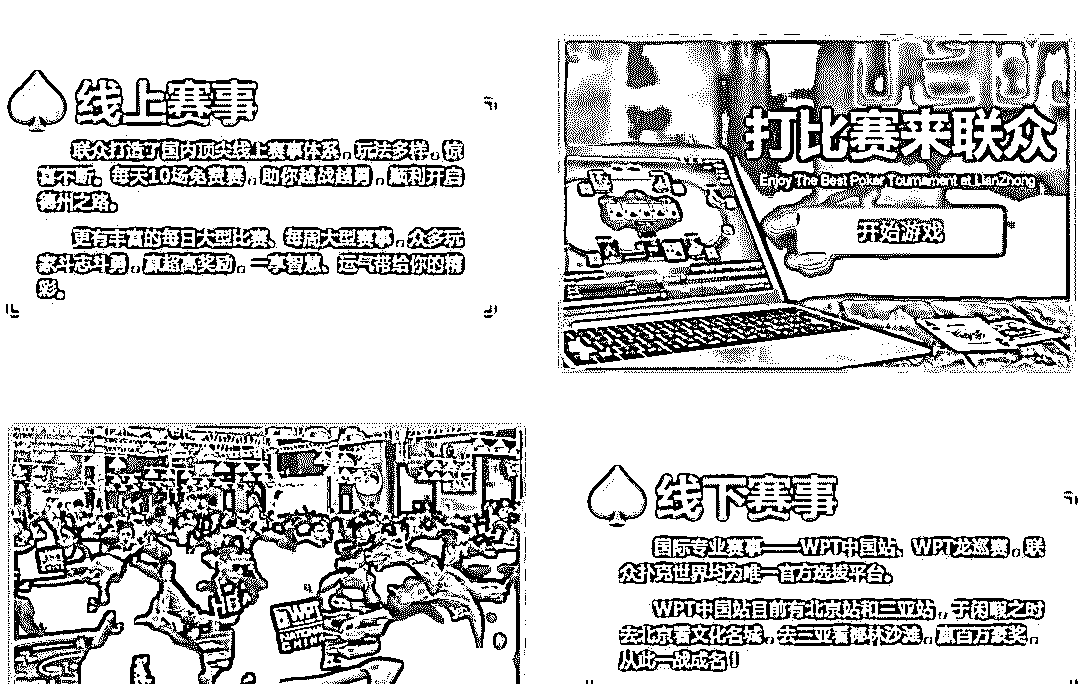 线上赛事
联众打造了国内顶尖线上赛事体系，玩法多样，惊
喜不断。每天10场免费赛，助你越战越勇，顺利开启
德州之路。
更有丰富的每日大型比赛、每周大型赛事，众多玩
家斗志斗勇，赢超高奖励，一享智慧、运气带给你的精
彩。
打比赛来联众
Enjoy The Best Poker Tournament at LianZhong
开始游戏
WPT
线下赛事
国际专业赛事——WPT中国站、WPT龙巡赛，联
众扑克世界均为唯一官方选拔平台。
WPT中国站目前有北京站和三亚站，于闲暇之时
去北京看文化名城，去三亚看椰林沙滩，赢百万豪奖，
从此一战成名！